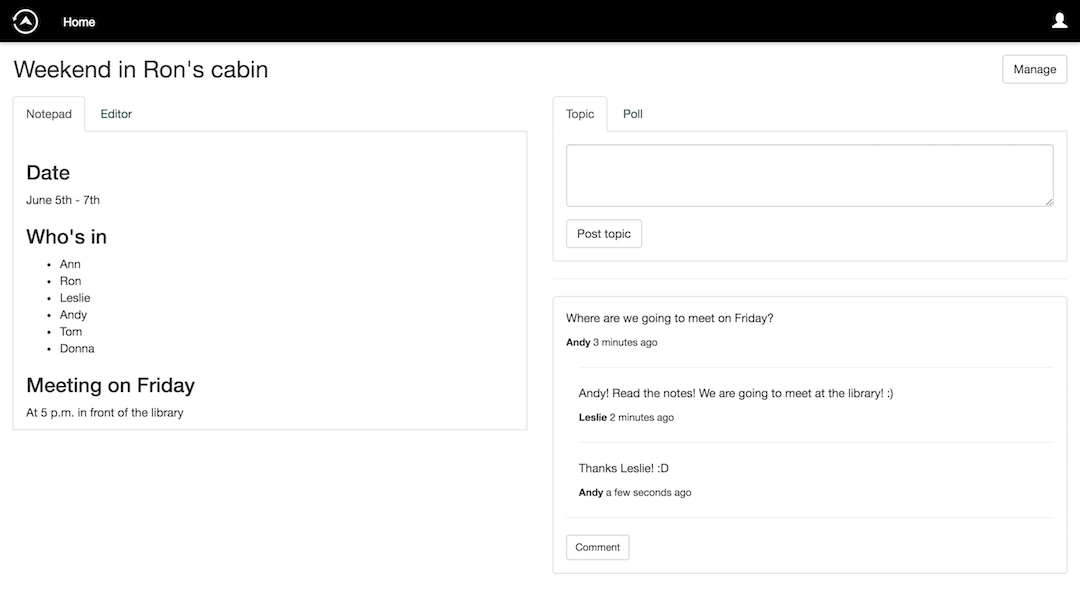 Home
Weekend in Ron's cabin
Manage
Notepad
Editor
Date
June 5th - 7th
Who's in
Ann
Ron
Leslie
Andy
Tom
Donna
Meeting on Friday
At 5 p.m. in front of the library
Topic
Poll
Post topic
Where are we going to meet on Friday?
Andy 3 minutes ago
Andy! Read the notes! We are going to meet at the library! :)
Leslie 2 minutes ago
Thanks Leslie! :D
Andy a few seconds ago
Comment